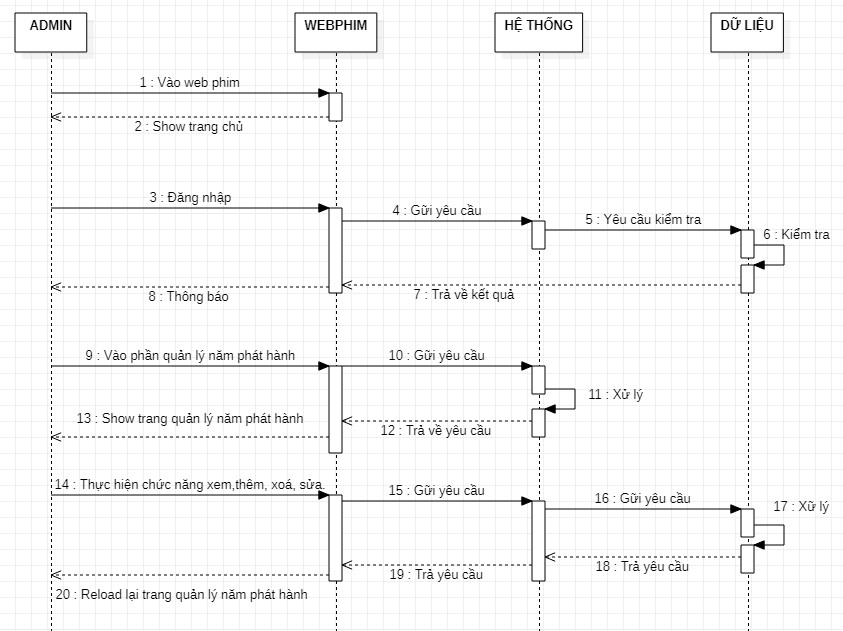 ADMIN
WEBPHIM
HỆ THỐNG
DỮ LIỆU
1 : Vào web phim
2 : Show trang chủ
3 : Đăng nhập
4 : Gữi yêu cầu
5 : Yêu cầu kiểm tra
6 : Kiểm tra
7 : Trả về kết quả
8 : Thông báo
9 : Vào phần quản lý năm phát hành
10 : Gữi yêu cầu
11 : Xử lý
12 : Trả về yêu cầu
13 : Show trang quản lý năm phát hành
14 : Thực hiện chức năng xem,thêm, xoá, sửa.
15 : Gữi yêu cầu
16 : Gữi yêu cầu
17 : Xữ lý
18 : Trả yêu cầu
19 : Trả yêu cầu
20 : Reload lại trang quản lý năm phát hành